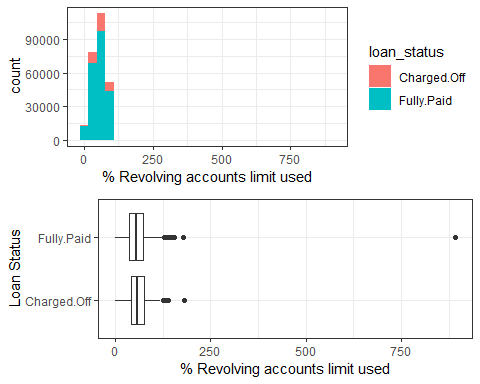 90000
60000
30000
0
count
0 250 500 750
% Revolving accounts limit used
loan_status
Charged.Off
Fully.Paid
Loan Status
Fully.Paid
Charged.Off
0 250 500 750
% Revolving accounts limit used